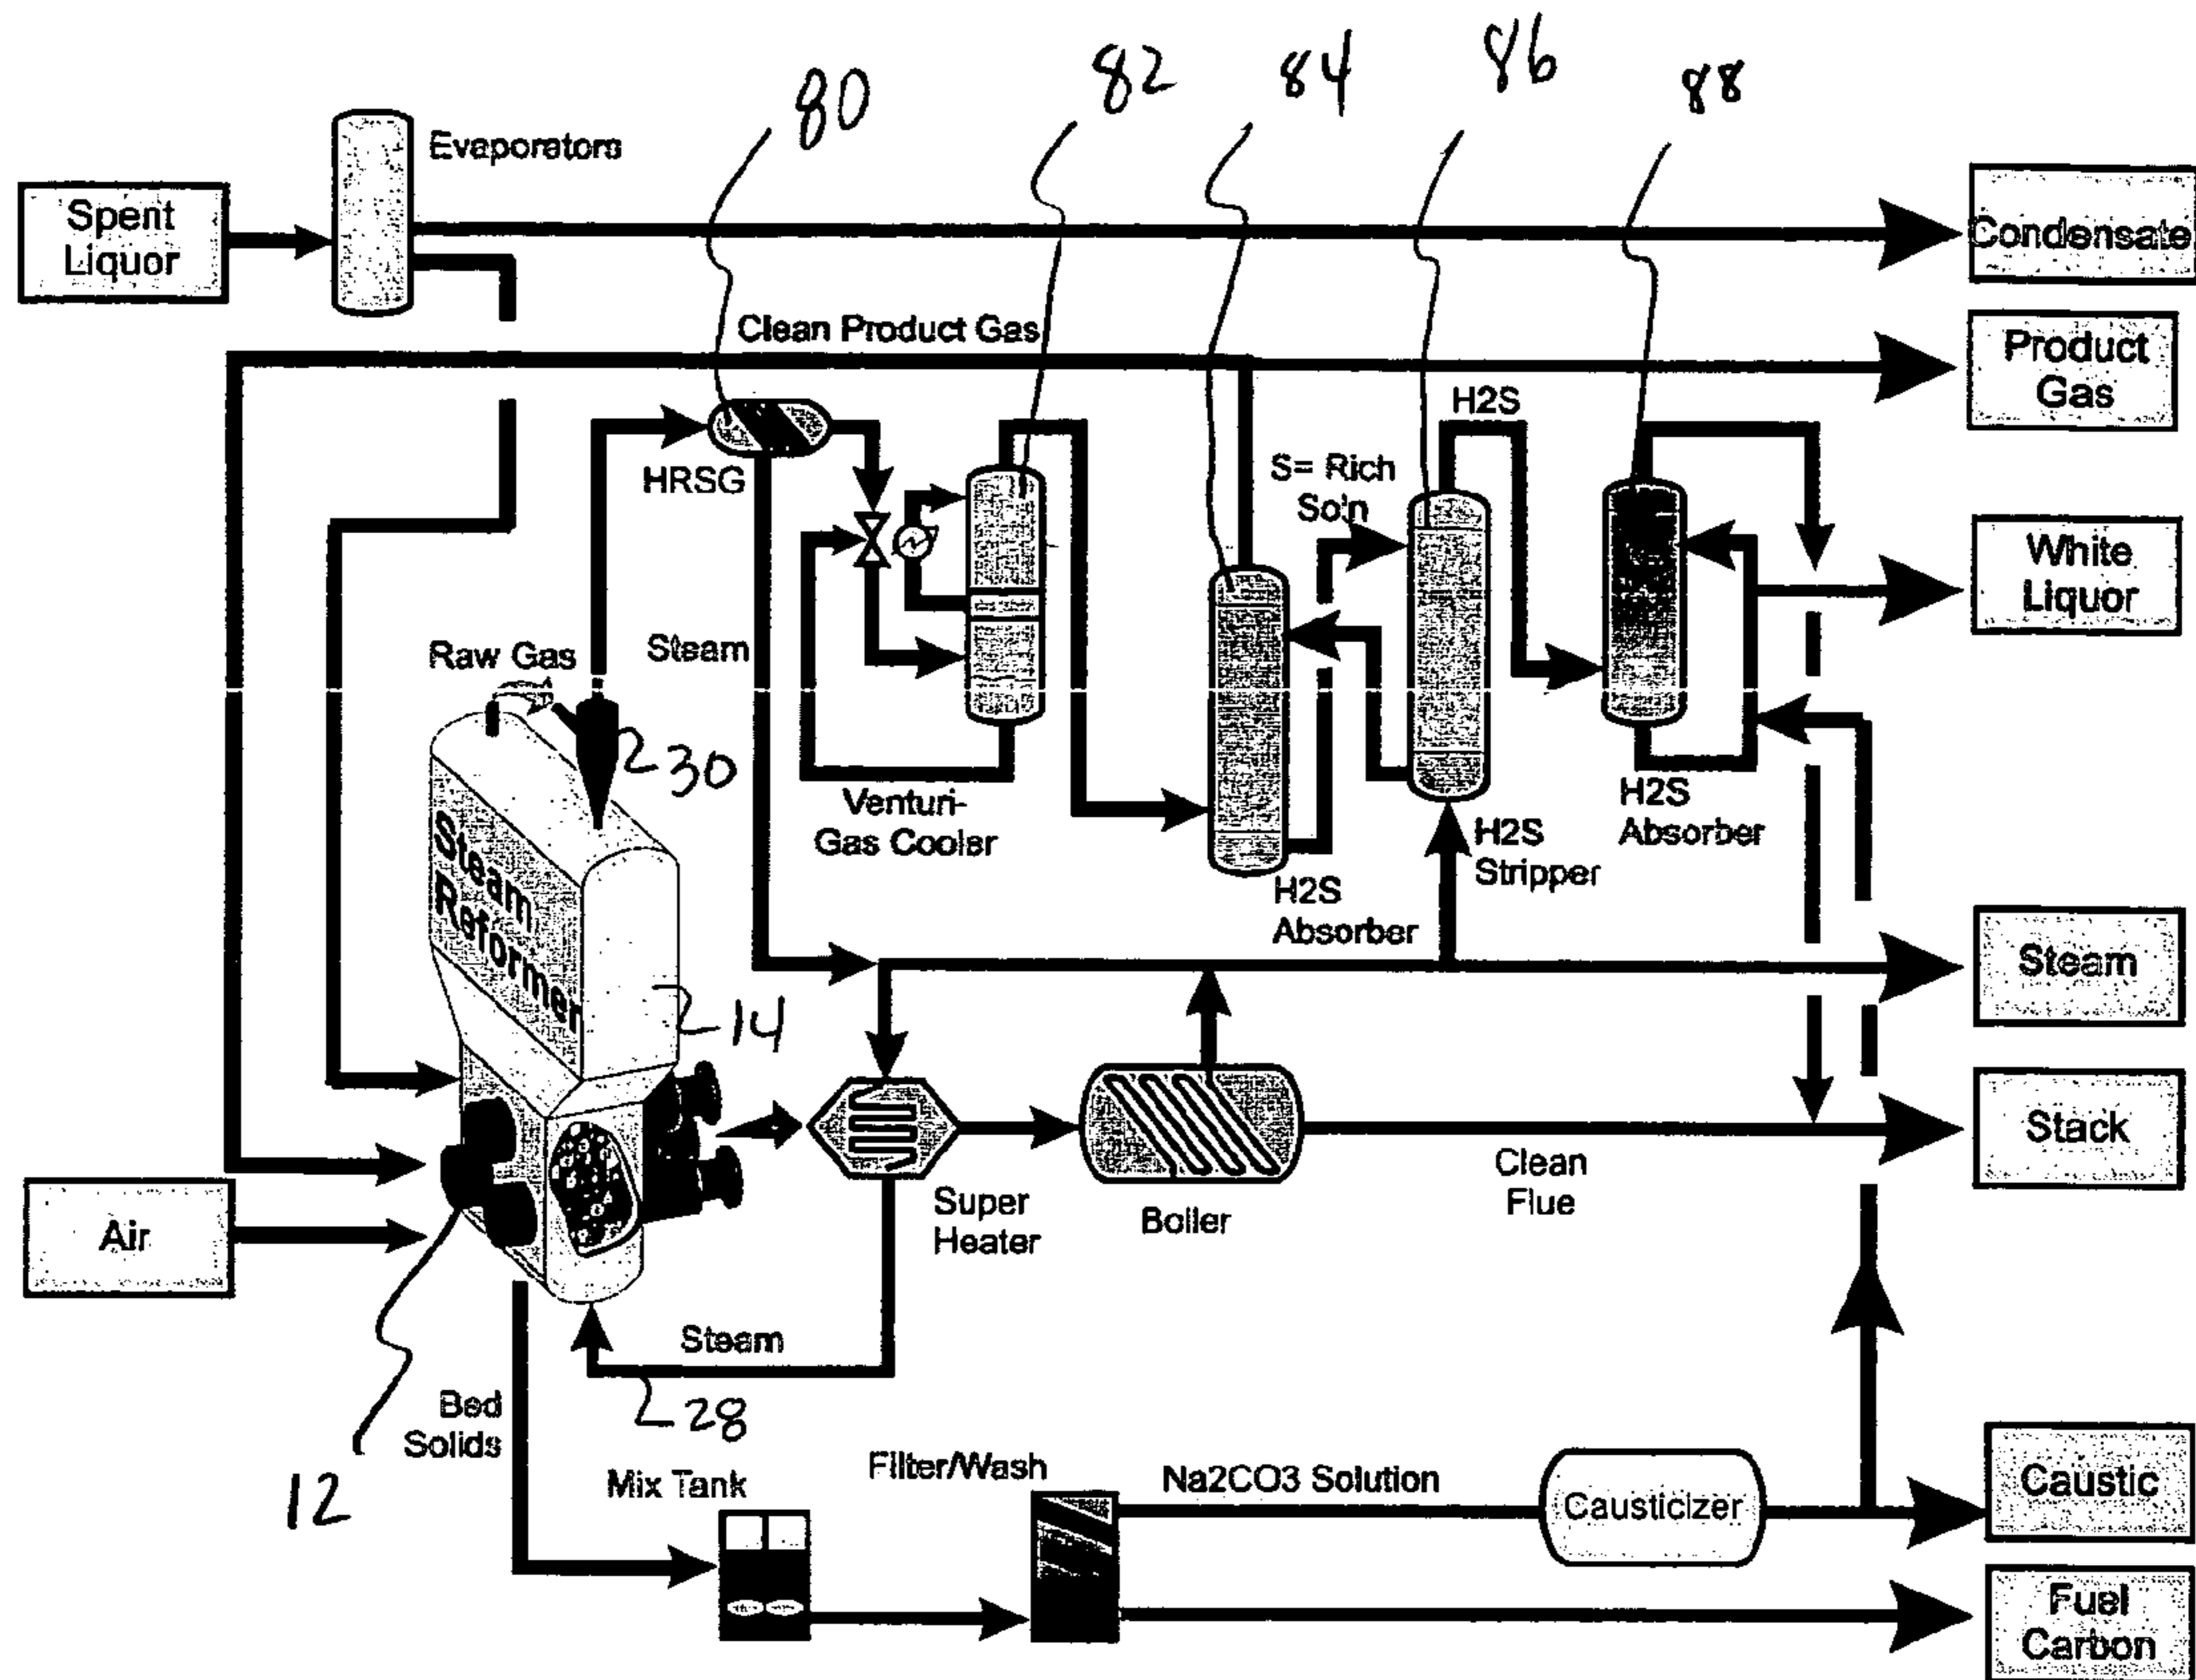 80
82
84
86
88
Evaporators
Spent
Liquor
Condensate
Clean Product Gas
Product
Gas
H2S
HRSG
S= Rich
So'n
White
Liquor
Raw Gas
Steam
30
Venturi-
Gas Cooler
H2S
Absorber
H2S
Stripper
H2S
Absorber
Steam
Reformer
14
Steam
Stack
Super
Heater
Boiler
Clean
Flue
Air
Steam
28
Bed
Solids
12
Mix Tank
Filter/Wash
Na2CO3 Solution
Causticizer
Caustic
Fuel
Carbon